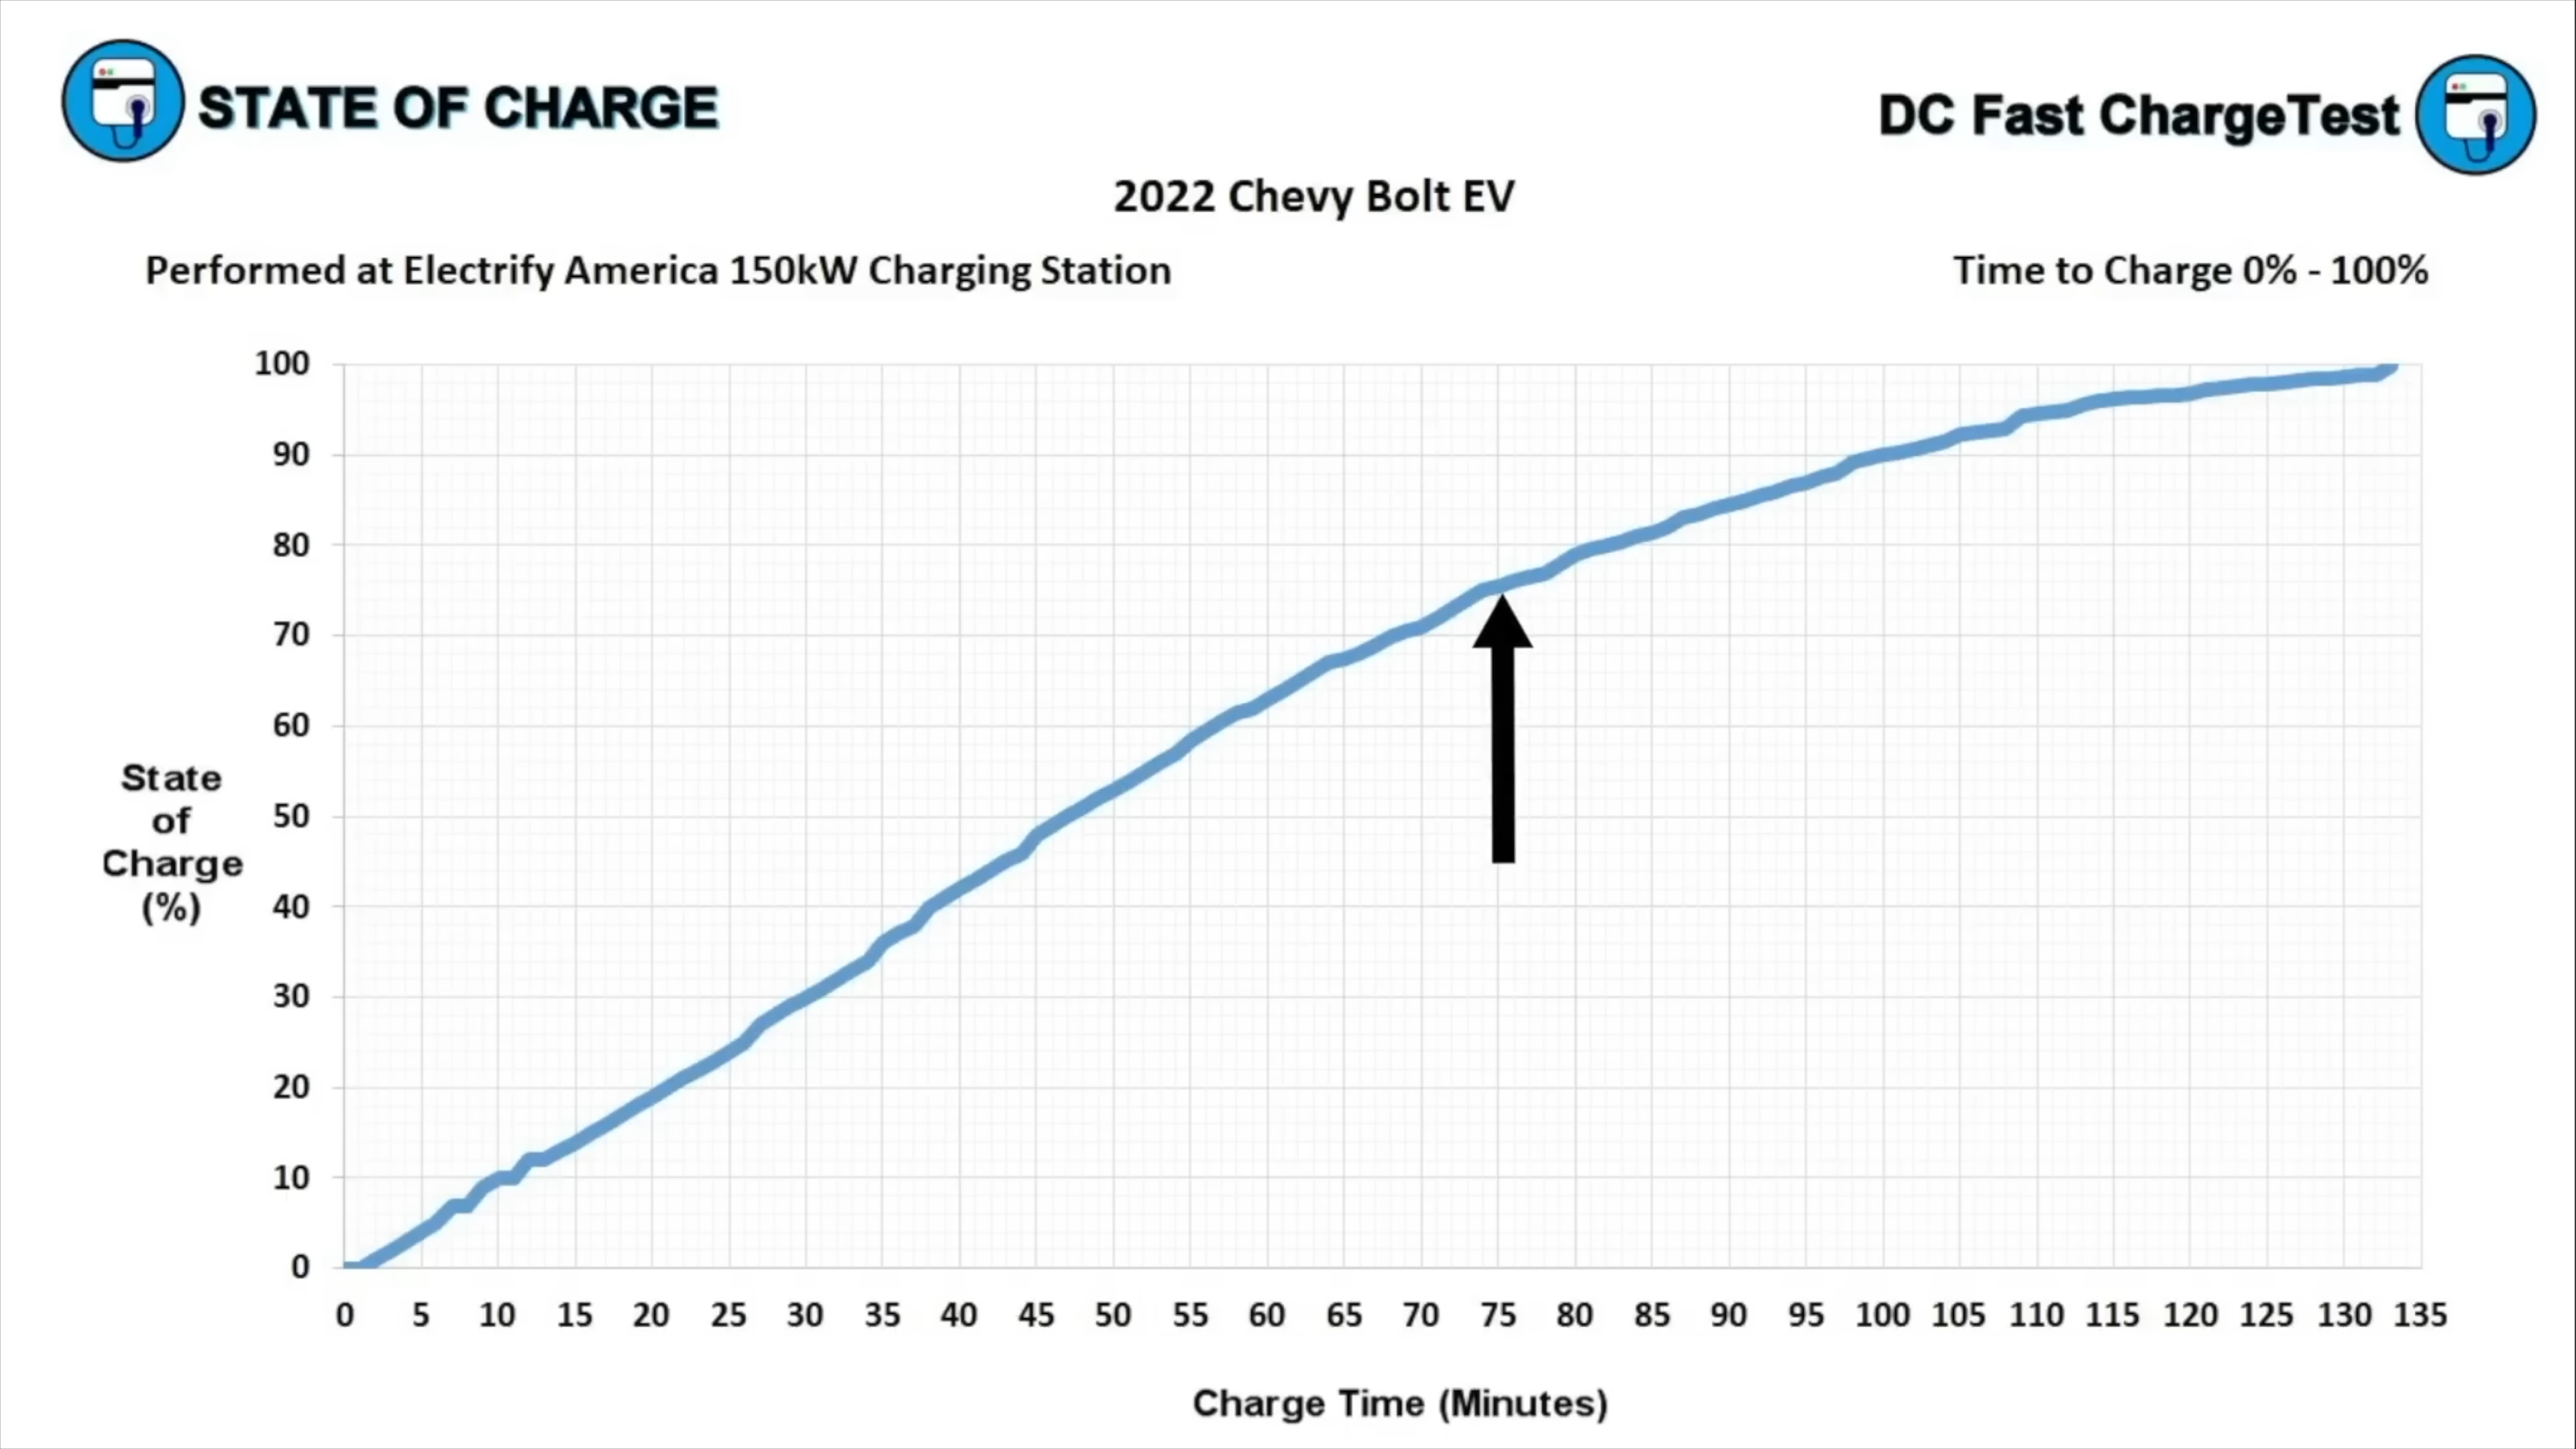 STATE OF CHARGE
DC Fast ChargeTest
2022 Chevy Bolt EV
Performed at Electrify America 150kW Charging Station
Time to Charge 0% - 100%
100
90
80
70
60
50
40
30
20
10
0
State
of
Charge
(%)
0 5 10 15 20 25 30 35 40 45 50 55 60 65 70 75 80 85 90 95 100 105 110 115 120 125 130 135
Charge Time (Minutes)